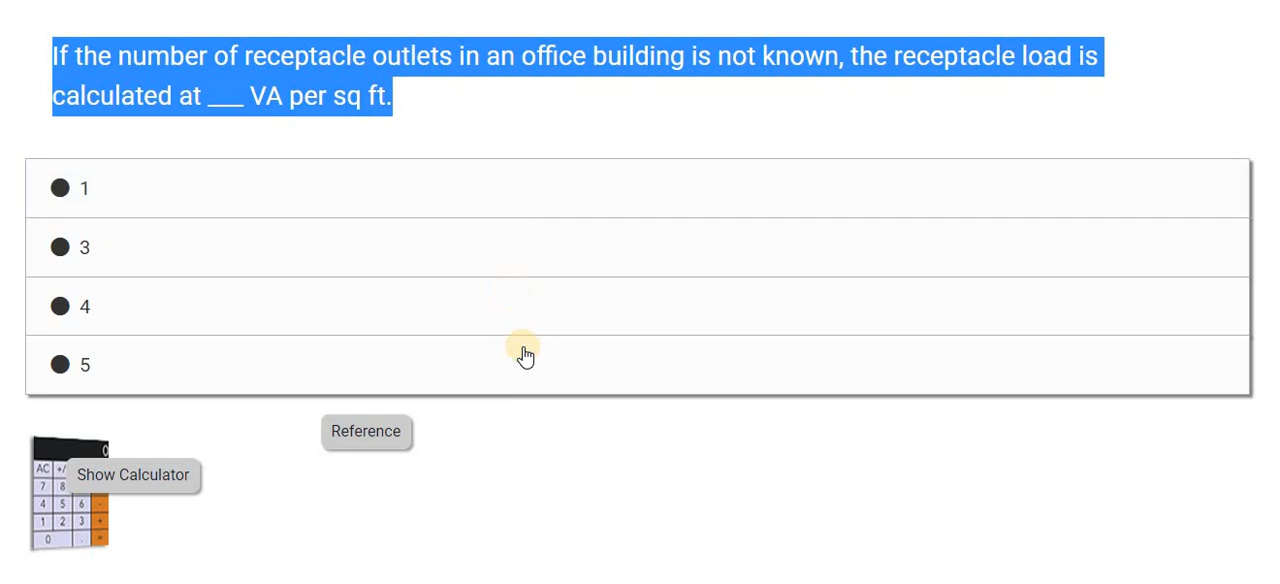 If the number of receptacle outlets in an office building is not known, the receptacle load is
calculated at ___ VA per sq ft.
1
3
4
5
Reference
0
AC +/
Show Calculator
7 8
4 5 6 -
1 2 3 +
0 . =